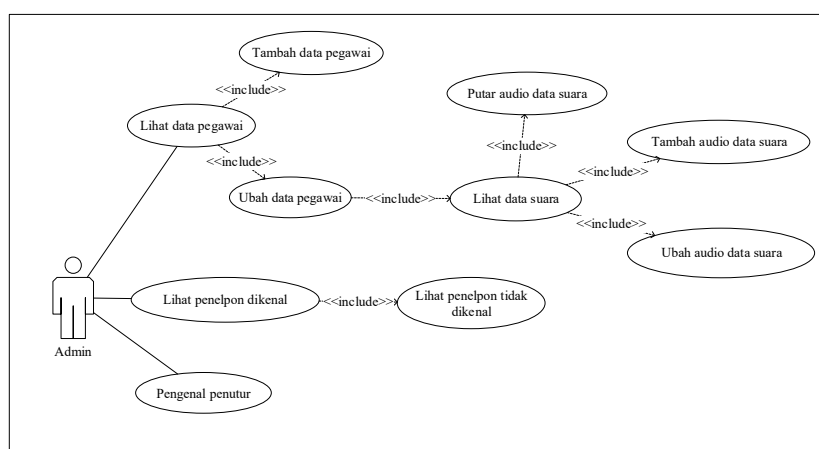 Tambah data pegawai
<<include>>
Putar audio data suara
Lihat data pegawai
<<include>>
Tambah audio data suara
<<include>>
<<include>>
Ubah data pegawai
<<include>>
Lihat data suara
<<include>>
Ubah audio data suara
Lihat penelpon dikenal
<<include>>
Lihat penelpon tidak
dikenal
Admin
Pengenal penutur